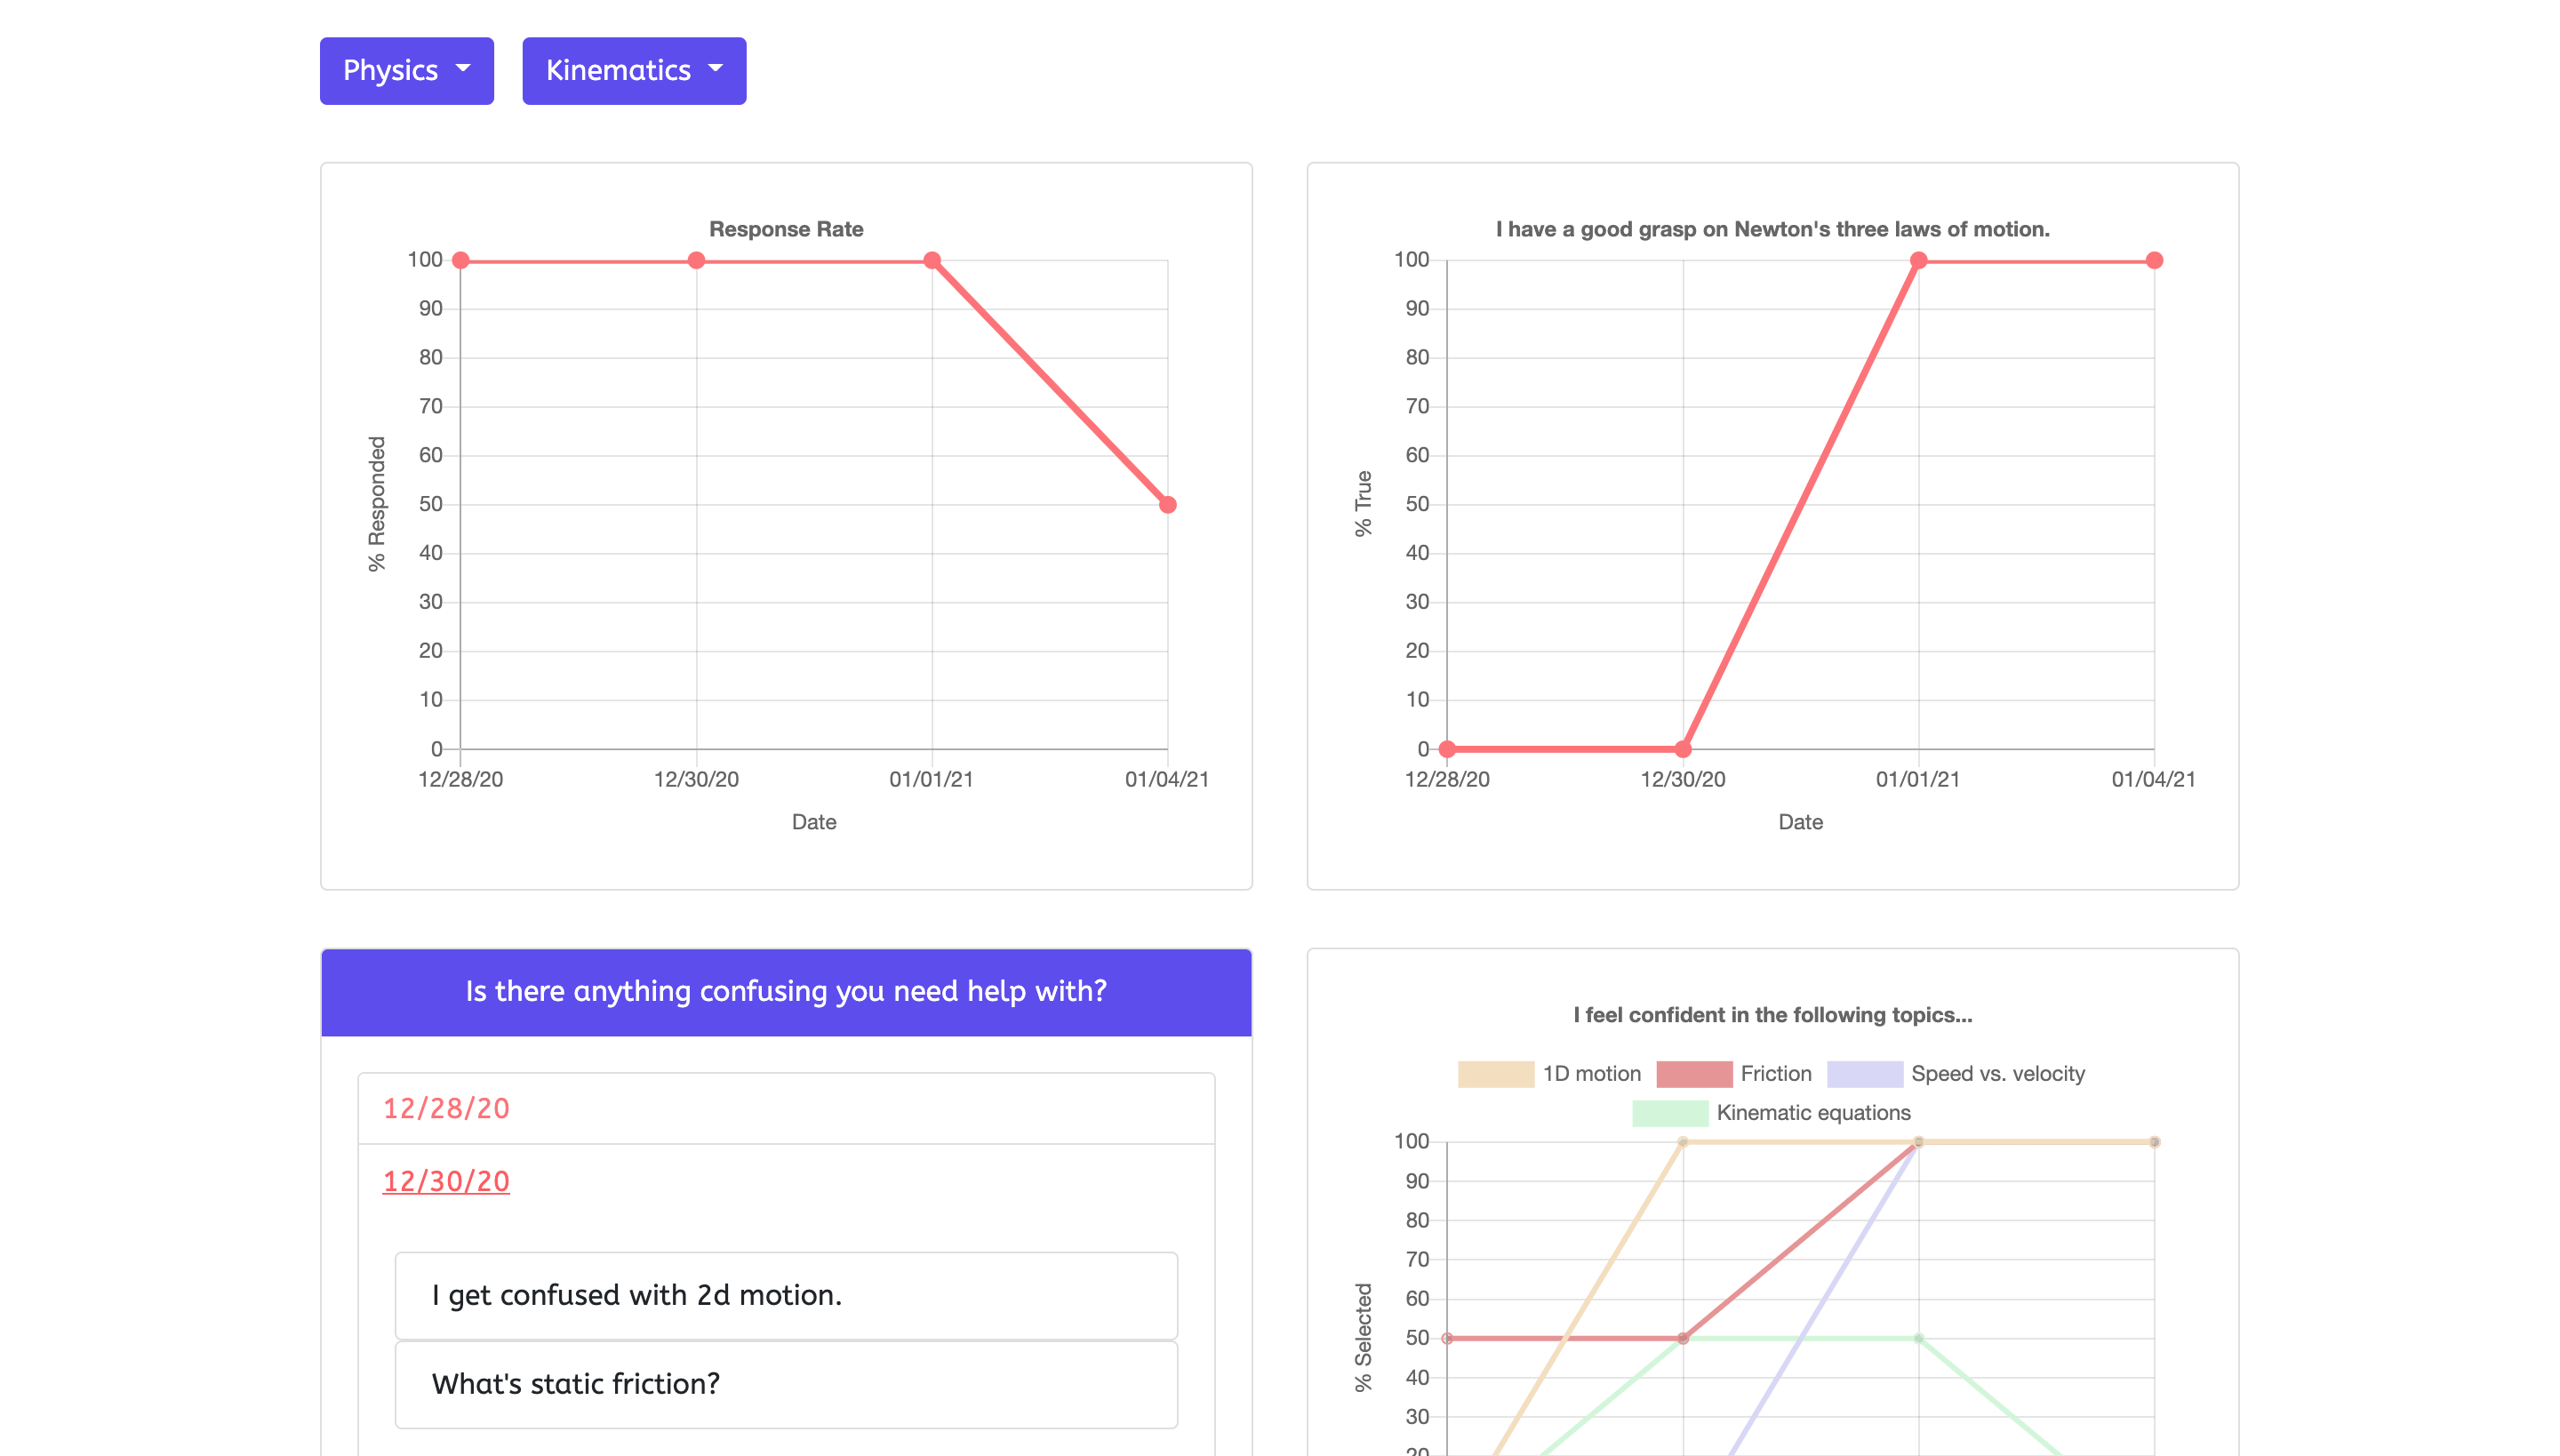 Physics Kinematics
Response Rate
100
90
80
70
60
50
40
30
20
10
0
% Responded
12/28/20 12/30/20 01/01/21 01/04/21
Date
I have a good grasp on Newton's three laws of motion.
100
90
80
70
60
50
40
30
20
10
0
% True
12/28/20 12/30/20 01/01/21 01/04/21
Date
Is there anything confusing you need help with?
12/28/20
12/30/20
I get confused with 2d motion.
What's static friction?
I feel confident in the following topics...
1D motion Friction Speed vs. velocity
Kinematic equations
100
90
80
70
60
50
40
30
20
% Selected